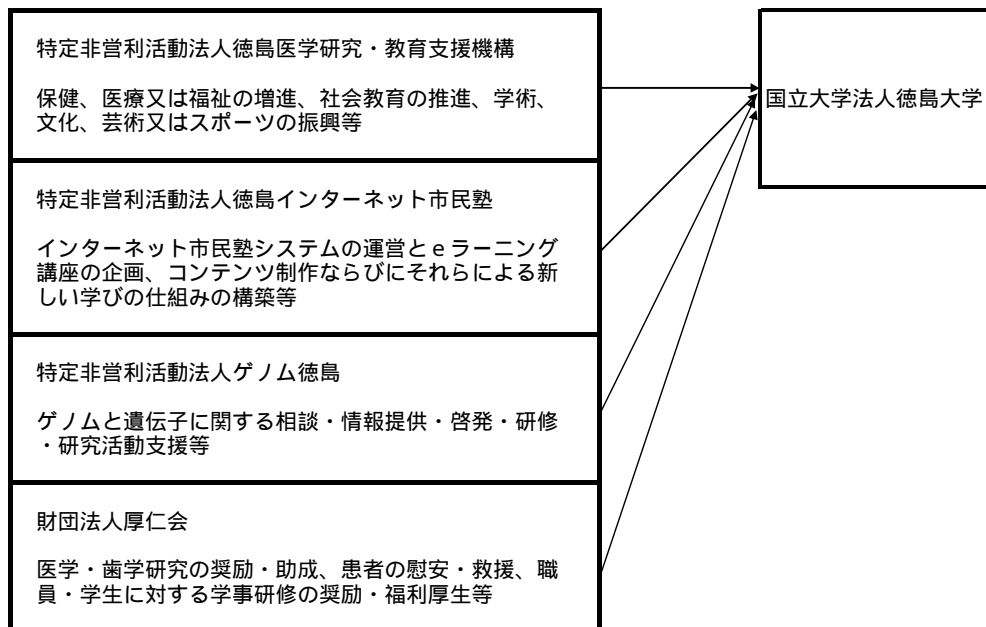 特定非営利活動法人徳島医学研究・教育支援機構
保健、医療又は福祉の増進、社会教育の推進、学術、
文化、芸術又はスポーツの振興等
特定非営利活動法人徳島インターネット市民塾
インターネット市民塾システムの運営とｅラーニング
講座の企画、コンテンツ制作ならびにそれらによる新
しい学びの仕組みの構築等
特定非営利活動法人ゲノム徳島
ゲノムと遺伝子に関する相談・情報提供・啓発・研修
・研究活動支援等
財団法人厚仁会
医学・歯学研究の奨励・助成、患者の慰安・救援、職
員・学生に対する学事研修の奨励・福利厚生等
国立大学法人徳島大学